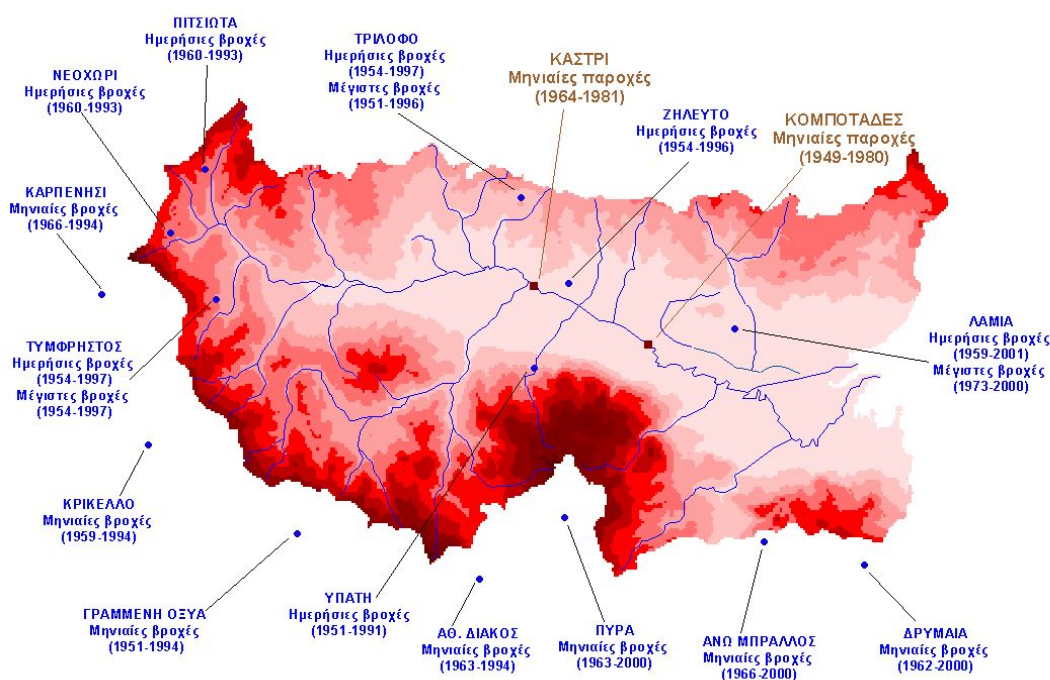 ΠΙΤΣΙΩΤΑ
Ημερήσιες βροχές
(1960-1993)
ΝΕΟΧΩΡΙ
Ημερήσιες βροχές
(1960-1993)
ΤΡΙΛΟΦΟ
Ημερήσιες βροχές
(1954-1997)
Μέγιστες βροχές
(1951-1996)
ΚΑΣΤΡΙ
Μηνιαίες παροχές
(1964-1981)
ΖΗΛΕΥΤΟ
Ημερήσιες βροχές
(1954-1996)
ΚΟΜΠΟΤΑΔΕΣ
Μηνιαίες παροχές
(1949-1980)
ΚΑΡΠΕΝΗΣΙ
Μηνιαίες βροχές
(1966-1994)
ΤΥΜΦΡΗΣΤΟΣ
Ημερήσιες βροχές
(1954-1997)
Μέγιστες βροχές
(1954-1997)
ΛΑΜΙΑ
Ημερήσιες βροχές
(1959-2001)
Μέγιστες βροχές
(1973-2000)
ΚΡΙΚΕΛΛΟ
Μηνιαίες βροχές
(1959-1994)
ΓΡΑΜΜΕΝΗ ΟΞΥΑ
Μηνιαίες βροχές
(1951-1994)
ΥΠΑΤΗ
Ημερήσιες βροχές
(1951-1991)
ΑΘ. ΔΙΑΚΟΣ
Μηνιαίες βροχές
(1963-1994)
ΠΥΡΑ
Μηνιαίες βροχές
(1963-2000)
ΑΝΩ ΜΠΡΑΛΛΟΣ
Μηνιαίες βροχές
(1966-2000)
ΔΡΥΜΑΙΑ
Μηνιαίες βροχές
(1962-2000)